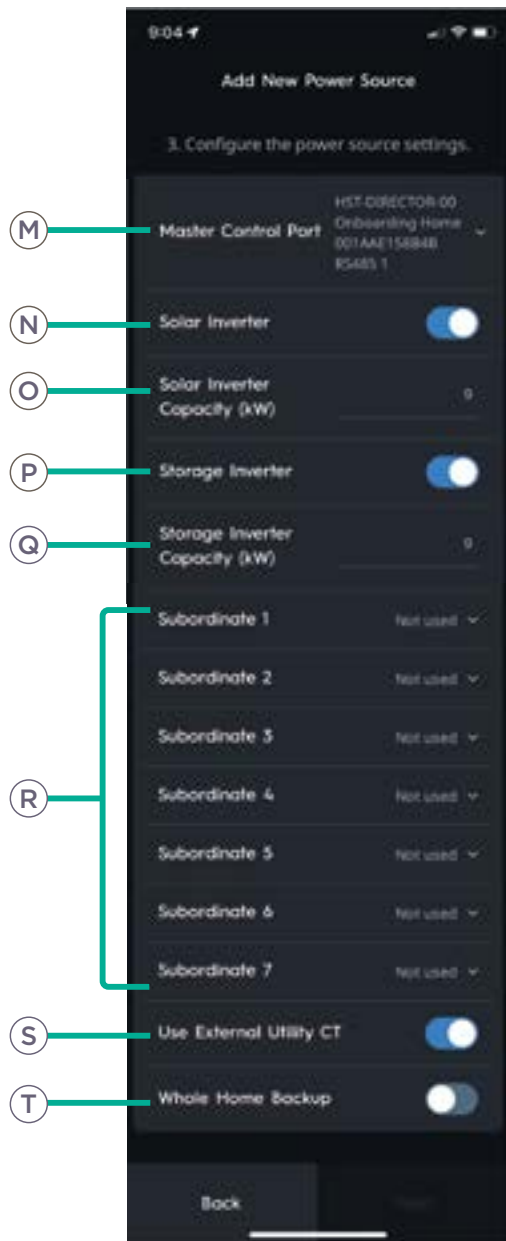 9:04
Add New Power Source
3. Configure the power source settings.
M
Master Control Port
HST-DIRECTOR-00
Onboarding Home
001AAE15BB4B
RS485 1
N
Solar Inverter
O
Solar Inverter
Capacity (kW)
0
P
Storage Inverter
Q
Storage Inverter
Capacity (kW)
0
R
Subordinate 1
Not used
Subordinate 2
Not used
Subordinate 3
Not used
Subordinate 4
Not used
Subordinate 5
Not used
Subordinate 6
Not used
Subordinate 7
Not used
S
Use External Utility CT
T
Whole Home Backup
Back